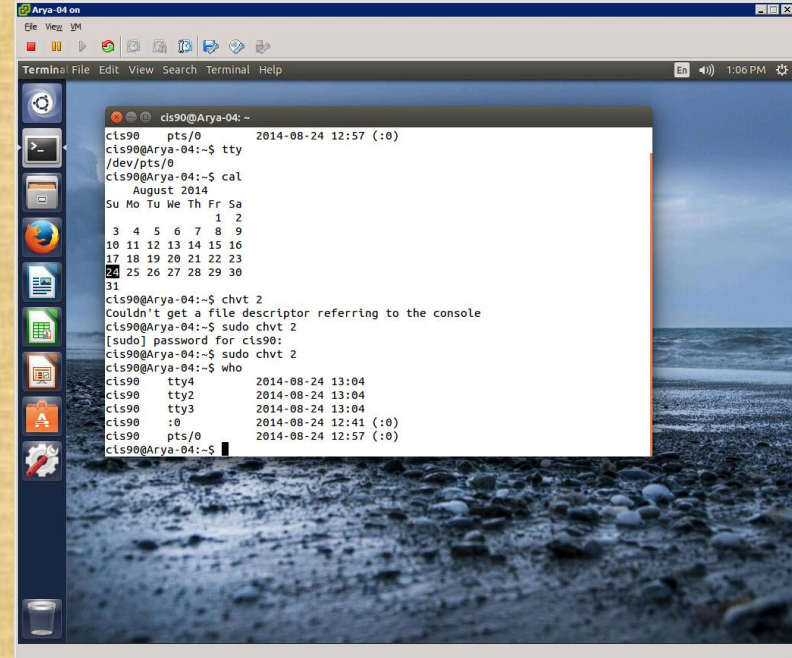 Arya-04 on
File View VM
Terminal File Edit View Search Terminal Help En 1:06 PM
cis90@Arya-04: ~
cis90    pts/0        2014-08-24 12:57 (:0)
cis90@Arya-04:~$ tty
/dev/pts/0
cis90@Arya-04:~$ cal
    August 2014
Su Mo Tu We Th Fr Sa
                1  2
 3  4  5  6  7  8  9
10 11 12 13 14 15 16
17 18 19 20 21 22 23
24 25 26 27 28 29 30
31
cis90@Arya-04:~$ chvt 2
Couldn't get a file descriptor referring to the console
cis90@Arya-04:~$ sudo chvt 2
[sudo] password for cis90:
cis90@Arya-04:~$ sudo chvt 2
cis90@Arya-04:~$ who
cis90    tty4         2014-08-24 13:04
cis90    tty2         2014-08-24 13:04
cis90    tty3         2014-08-24 13:04
cis90    :0           2014-08-24 12:41 (:0)
cis90    pts/0        2014-08-24 12:57 (:0)
cis90@Arya-04:~$